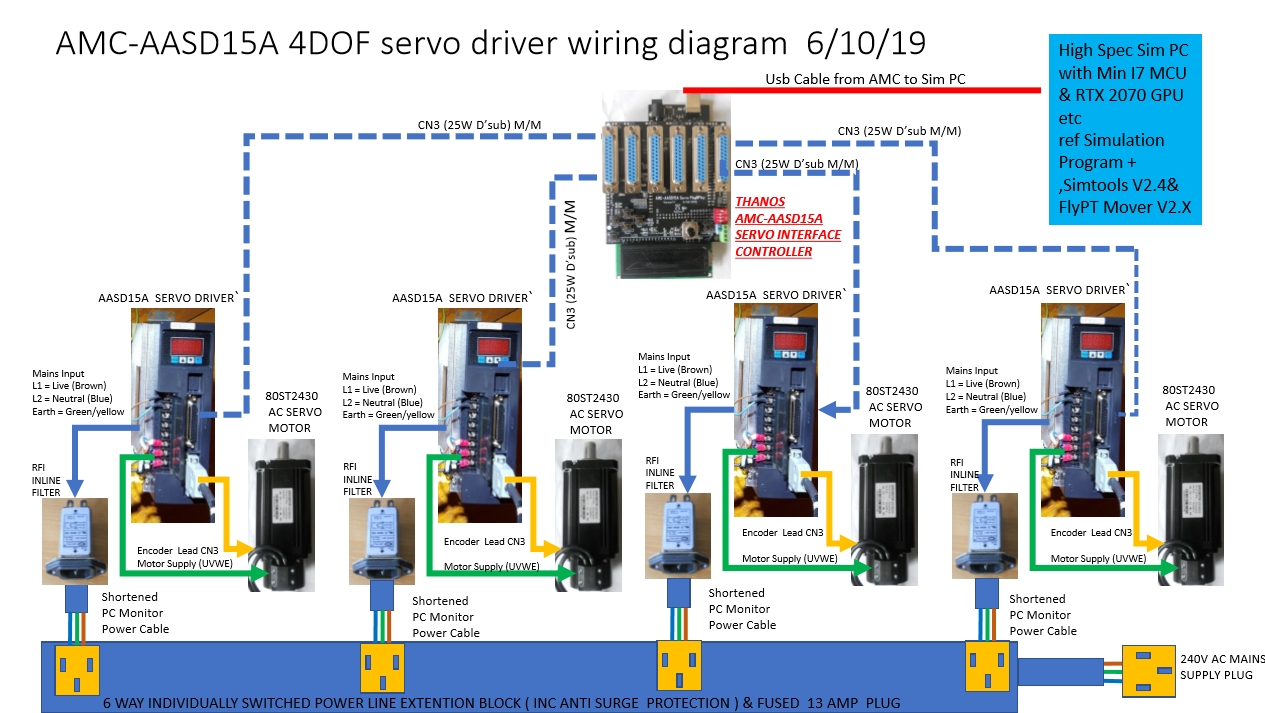 AMC-AASD15A 4DOF servo driver wiring diagram 6/10/19
Usb Cable from AMC to Sim PC
High Spec Sim PC
with Min I7 MCU
& RTX 2070 GPU
etc
ref Simulation
Program +
,Simtools V2.4&
FlyPT Mover V2.X
CN3 (25W D'sub) M/M
CN3 (25W D'sub M/M)
CN3 (25W D'sub M/M)
CN3 (25W D'sub) M/M
AMC-AASD15A Servo
THANOS
AMC-AASD15A
SERVO INTERFACE
CONTROLLER
AASD15A SERVO DRIVER`
AASD15A SERVO DRIVER`
AASD15A SERVO DRIVER`
AASD15A SERVO DRIVER`
Mains Input
L1 = Live (Brown)
L2 = Neutral (Blue)
Earth = Green/yellow
80ST2430
AC SERVO
MOTOR
RFI
INLINE
FILTER
Encoder Lead CN3
Motor Supply (UVWE)
Shortened
PC Monitor
Power Cable
Mains Input
L1 = Live (Brown)
L2 = Neutral (Blue)
Earth = Green/yellow
80ST2430
AC SERVO
MOTOR
RFI
INLINE
FILTER
Encoder Lead CN3
Motor Supply (UVWE)
Shortened
PC Monitor
Power Cable
Mains Input
L1 = Live (Brown)
L2 = Neutral (Blue)
Earth = Green/yellow
80ST2430
AC SERVO
MOTOR
RFI
INLINE
FILTER
Encoder Lead CN3
Motor Supply (UVWE)
Shortened
PC Monitor
Power Cable
Mains Input
L1 = Live (Brown)
L2 = Neutral (Blue)
Earth = Green/yellow
80ST2430
AC SERVO
MOTOR
RFI
INLINE
FILTER
Encoder Lead CN3
Motor Supply (UVWE)
Shortened
PC Monitor
Power Cable
240V AC MAINS
SUPPLY PLUG
6 WAY INDIVIDUALLY SWITCHED POWER LINE EXTENTION BLOCK ( INC ANTI SURGE PROTECTION ) & FUSED 13 AMP PLUG